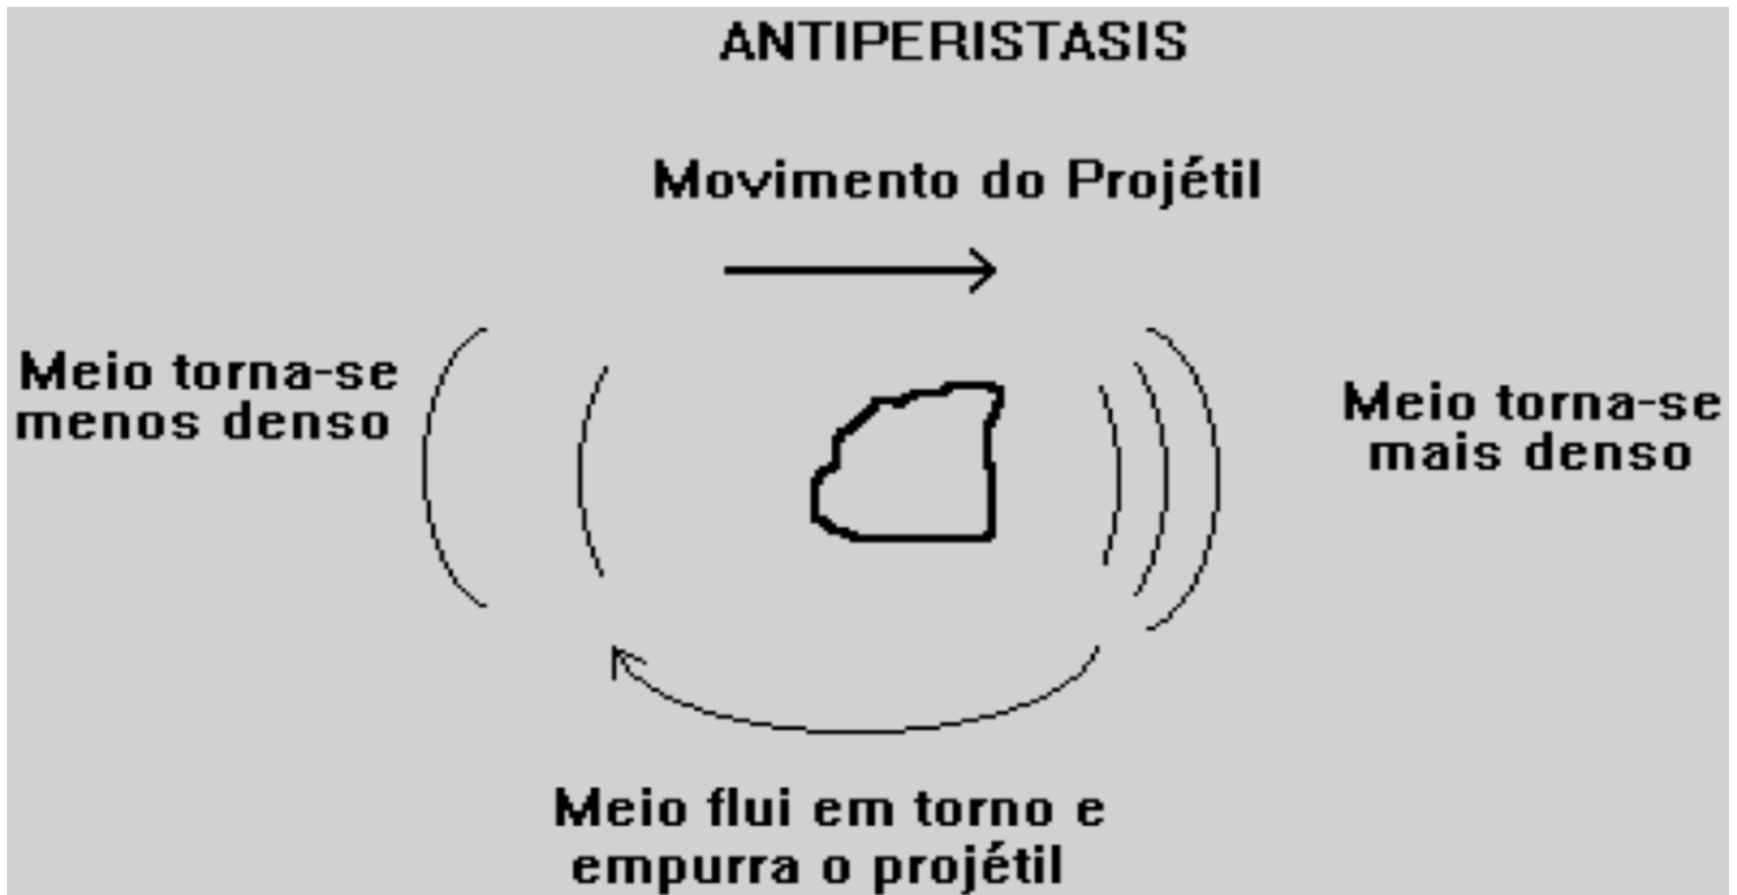 ANTIPERISTASIS
Movimento do Projétil
Meio torna-se
menos denso
Meio torna-se
mais denso
Meio flui em torno e
empurra o projétil